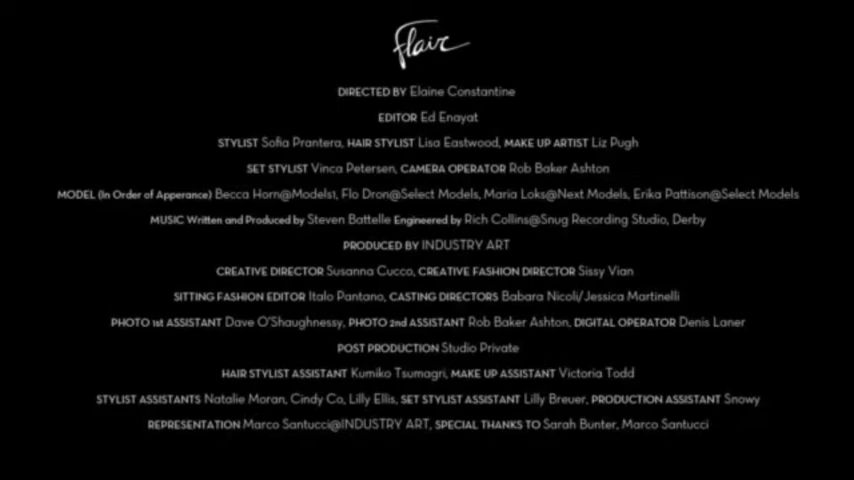 Flair
DIRECTED BY Elaine Constantine
EDITOR Ed Enayat
STYLIST Sofia Prantera, HAIR STYLIST Lisa Eastwood, MAKE UP ARTIST Liz Pugh
SET STYLIST Vinca Petersen, CAMERA OPERATOR Rob Baker Ashton
MODEL (In Order of Apperance) Becca Horn@Models1, Flo Dron@Select Models, Maria Loks@Next Models, Erika Pattison@Select Models
MUSIC Written and Produced by Steven Battelle Engineered by Rich Collins@Snug Recording Studio, Derby
PRODUCED BY INDUSTRY ART
CREATIVE DIRECTOR Susanna Cucco, CREATIVE FASHION DIRECTOR Sissy Vian
SITTING FASHION EDITOR Italo Pantano, CASTING DIRECTORS Babara Nicoli/Jessica Martinelli
PHOTO 1st ASSISTANT Dave O'Shaughnessy, PHOTO 2nd ASSISTANT Rob Baker Ashton, DIGITAL OPERATOR Denis Laner
POST PRODUCTION Studio Private
HAIR STYLIST ASSISTANT Kumiko Tsumagri, MAKE UP ASSISTANT Victoria Todd
STYLIST ASSISTANTS Natalie Moran, Cindy Co, Lilly Ellis, SET STYLIST ASSISTANT Lilly Breuer, PRODUCTION ASSISTANT Snowy
REPRESENTATION Marco Santucci@INDUSTRY ART, SPECIAL THANKS TO Sarah Bunter, Marco Santucci